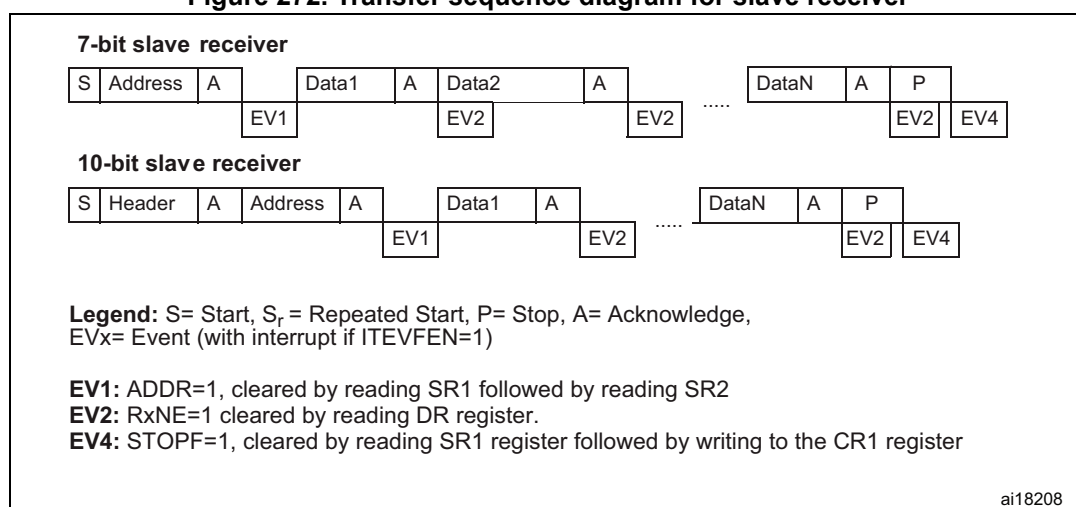 Figure 272. Transfer sequence diagram for slave receiver
7-bit slave receiver
S Address A Data1 A Data2 A ..... DataN A P
EV1 EV2 EV2 EV2 EV4
10-bit slave receiver
S Header A Address A Data1 A ..... DataN A P
EV1 EV2 EV2 EV4
Legend: S= Start, Sr = Repeated Start, P= Stop, A= Acknowledge,
EVx= Event (with interrupt if ITEVFEN=1)
EV1: ADDR=1, cleared by reading SR1 followed by reading SR2
EV2: RxNE=1 cleared by reading DR register.
EV4: STOPF=1, cleared by reading SR1 register followed by writing to the CR1 register
ai18208